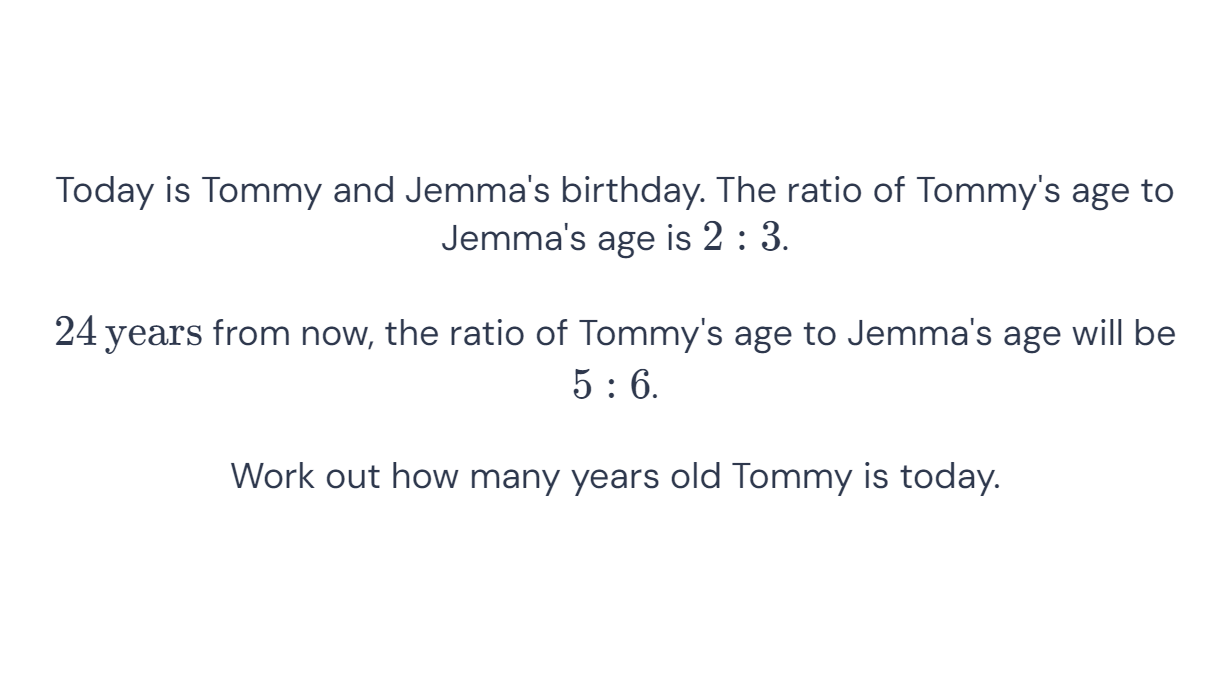 Today is Tommy and Jemma's birthday. The ratio of Tommy's age to
Jemma's age is 2 : 3.
24 years from now, the ratio of Tommy's age to Jemma's age will be
5 : 6.
Work out how many years old Tommy is today.